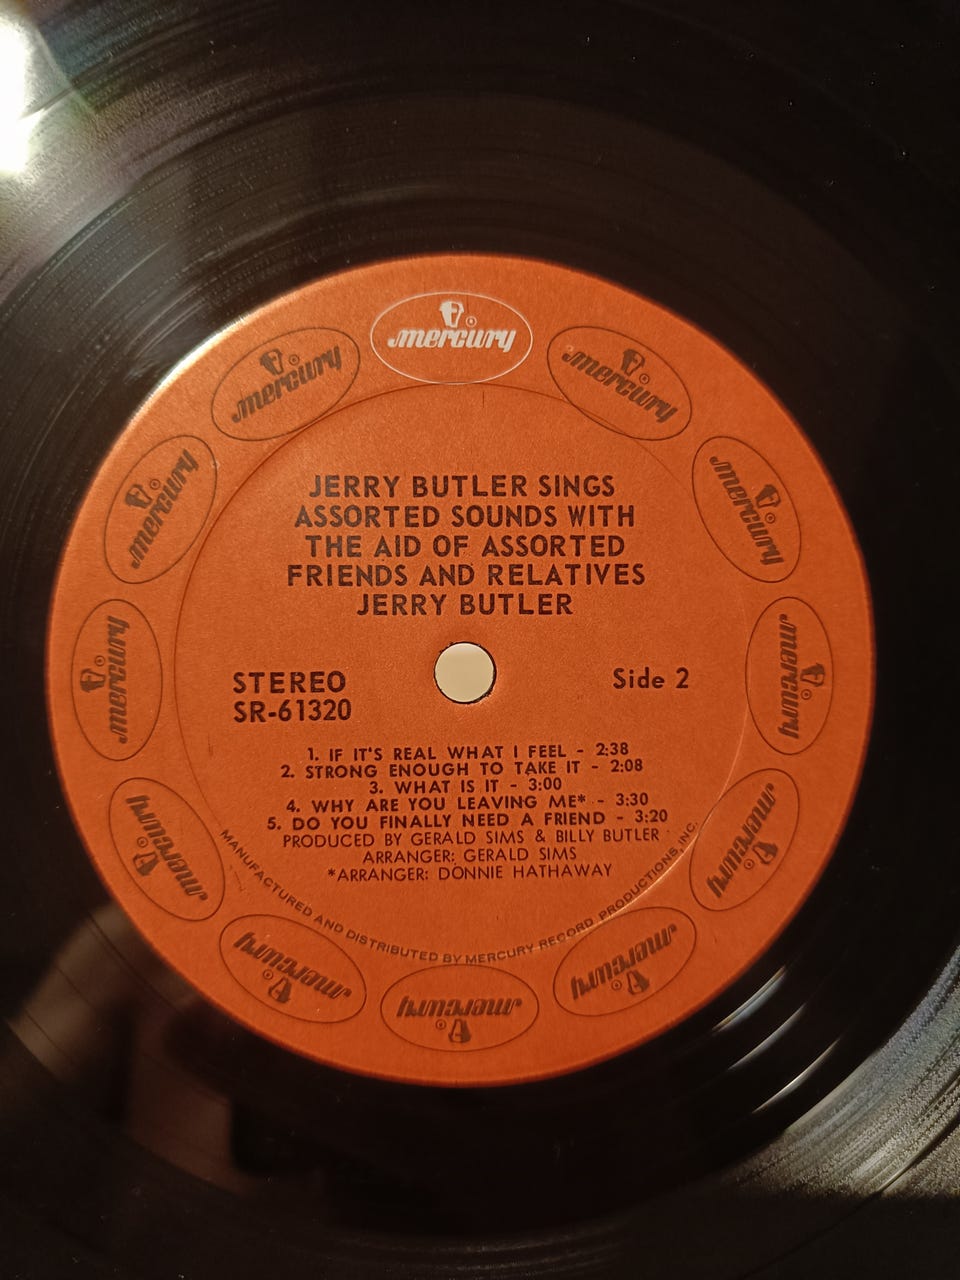 mercury
mercury
mercury
mercury
mercury
mercury
mercury
mercury
mercury
mercury
mercury
mercury
JERRY BUTLER SINGS
ASSORTED SOUNDS WITH
THE AID OF ASSORTED
FRIENDS AND RELATIVES
JERRY BUTLER
STEREO
SR-61320
Side 2
1. IF IT'S REAL WHAT I FEEL - 2:38
2. STRONG ENOUGH TO TAKE IT - 2:08
3. WHAT IS IT - 3:00
4. WHY ARE YOU LEAVING ME* - 3:30
5. DO YOU FINALLY NEED A FRIEND - 3:20
PRODUCED BY GERALD SIMS & BILLY BUTLER
ARRANGER: GERALD SIMS
*ARRANGER: DONNIE HATHAWAY
MANUFACTURED AND DISTRIBUTED BY MERCURY RECORD PRODUCTIONS, INC.